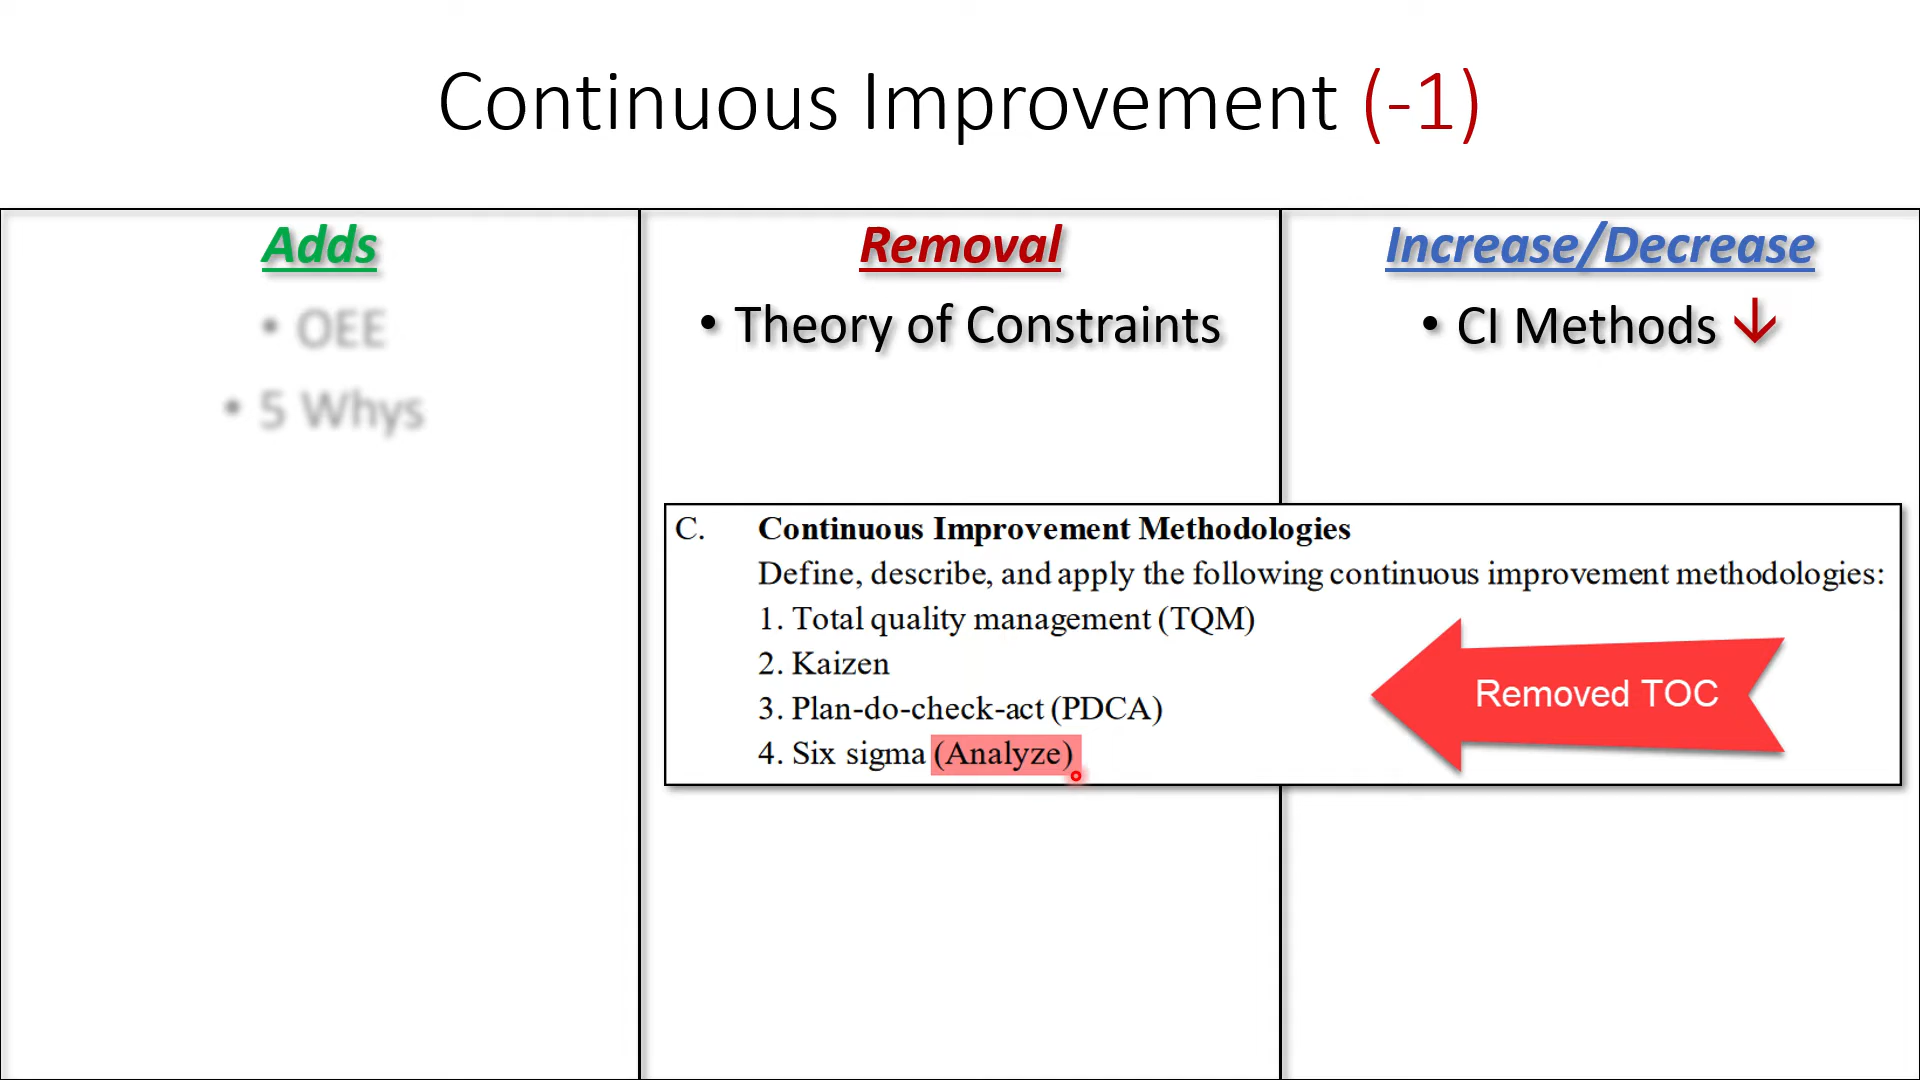 Continuous Improvement (-1)
Adds
• OEE
• 5 Whys
Removal
• Theory of Constraints
Increase/Decrease
• CI Methods ↓
C. Continuous Improvement Methodologies
Define, describe, and apply the following continuous improvement methodologies:
1. Total quality management (TQM)
2. Kaizen
3. Plan-do-check-act (PDCA)
4. Six sigma (Analyze)
Removed TOC